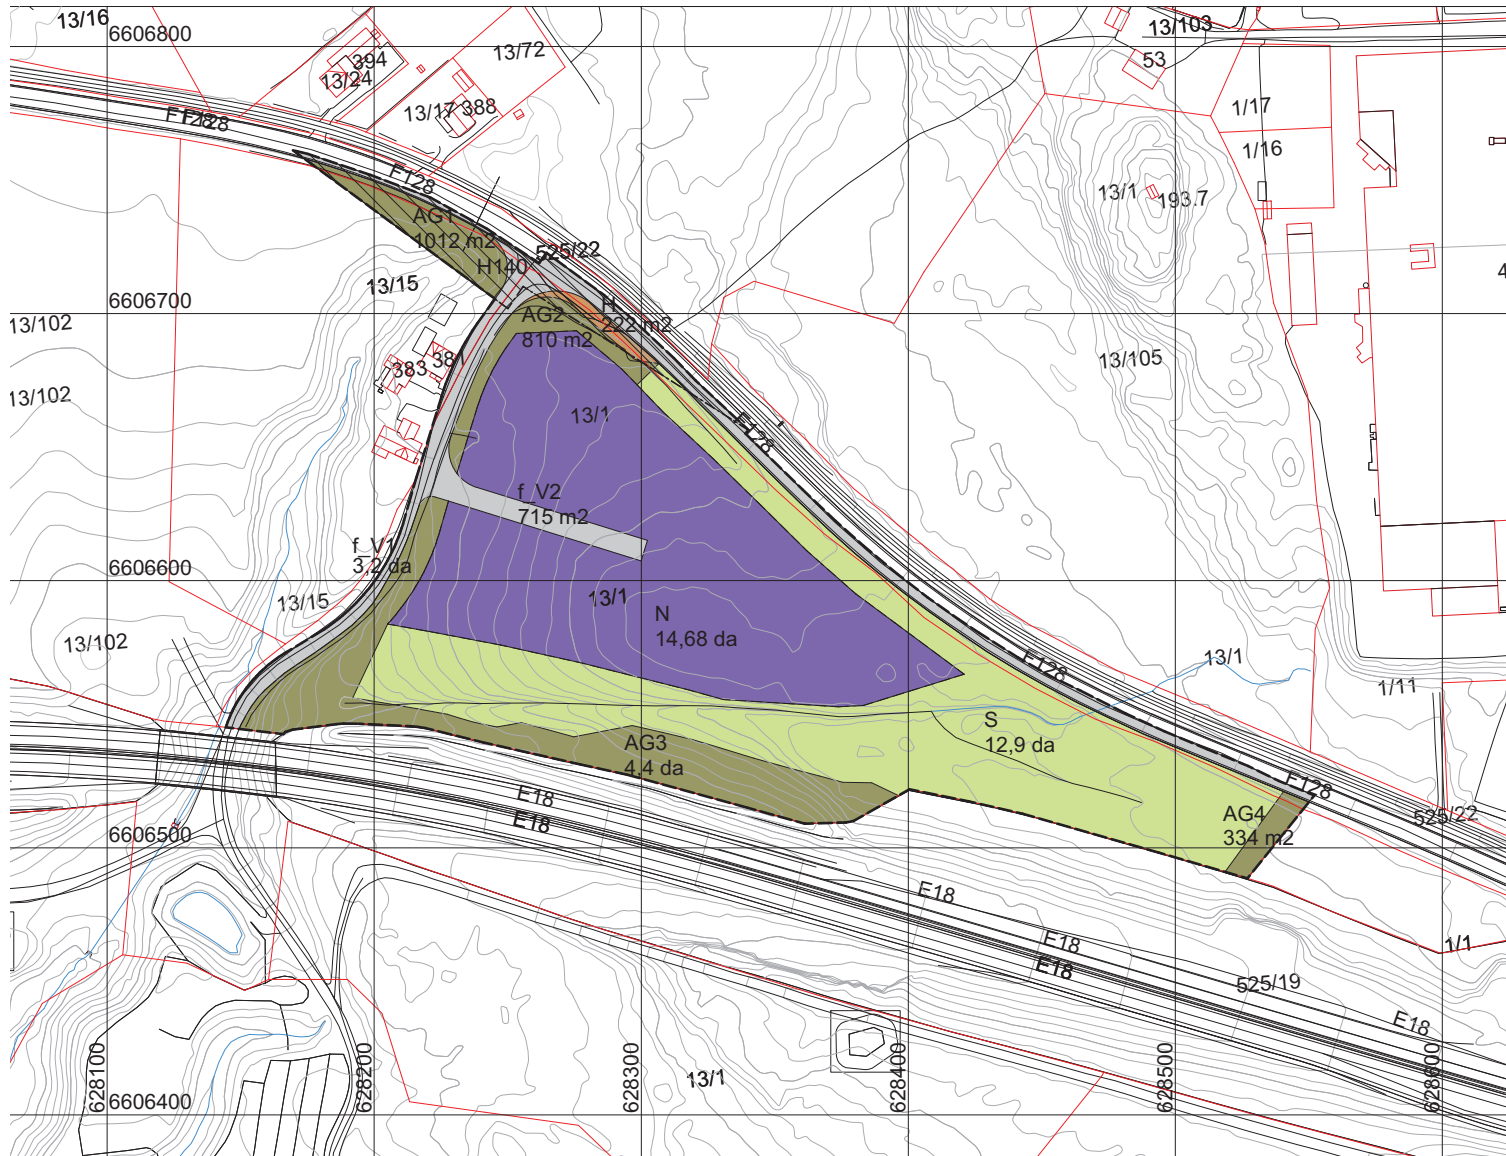 13/16
6606800
394
13/24
13/72
13/17
388
13/103
53
1/17
1/16
F128
F128
F128
13/1
193.7
AG1
1012 m2
525/22
H140
13/15
6606700
13/102
H
222 m2
AG2
810 m2
383
381
13/105
13/102
13/1
F128
f_V2
715 m2
f_V1
3,2 da
6606600
13/15
13/1
N
14,68 da
13/102
F128
13/1
1/11
S
12,9 da
AG3
4,4 da
E18
E18
F128
AG4
334 m2
525/22
6606500
E18
E18
E18
525/19
1/1
E18
628100
628200
628300
628400
628500
628600
13/1
6606400
4